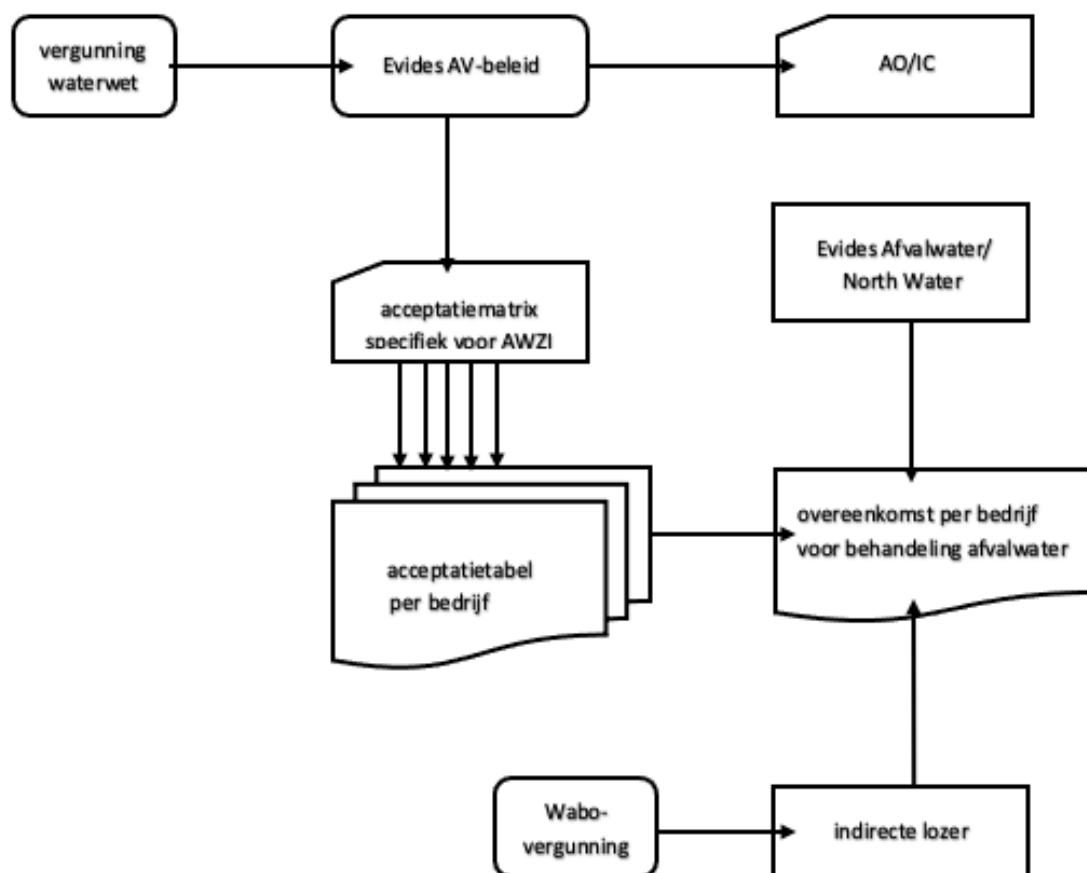 vergunning
waterwet
Evides AV-beleid
AO/IC
Evides Afvalwater/
North Water
acceptatiematrix
specifiek voor AWZI
overeenkomst per bedrijf
voor behandeling afvalwater
acceptatietabel
per bedrijf
Wabo-
vergunning
indirecte lozer